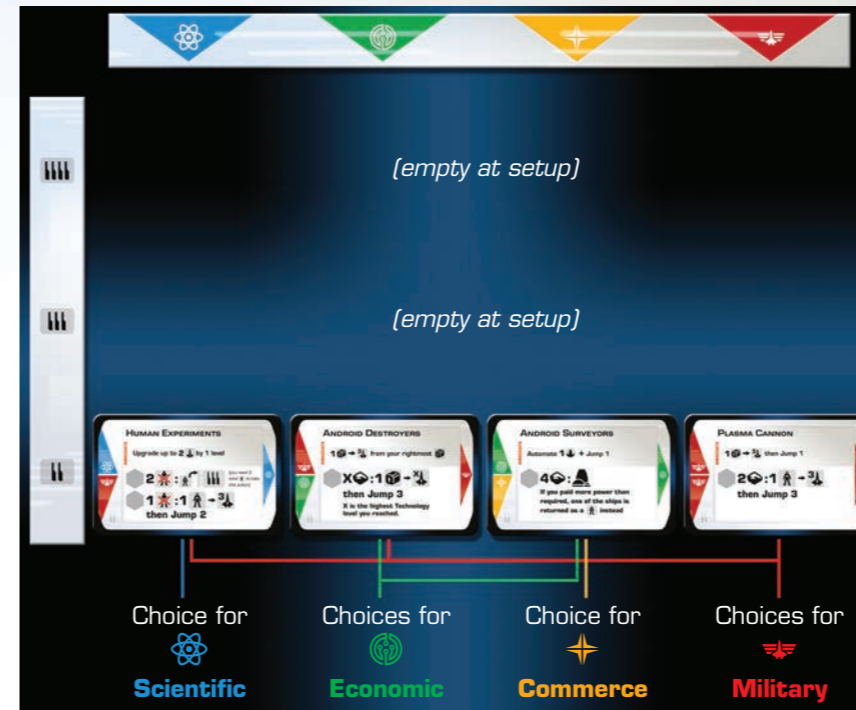 (empty at setup)
(empty at setup)
HUMAN EXPERIMENTS
Upgrade up to 2 by 1 level
2 :
1 : 1
then Jump 2
ANDROID DESTROYERS
1 from your rightmost
X : 1 X
then Jump 3
X is the highest Technology
level you reached.
ANDROID SURVEYORS
Automate 1 + Jump 1
4 :
If you paid more power than
required, one of the ships is
returned as a instead
PLASMA CANNON
1 then Jump 1
2 : 1 3
then Jump 3
Choice for
Scientific
Choices for
Economic
Choice for
Commerce
Choices for
Military